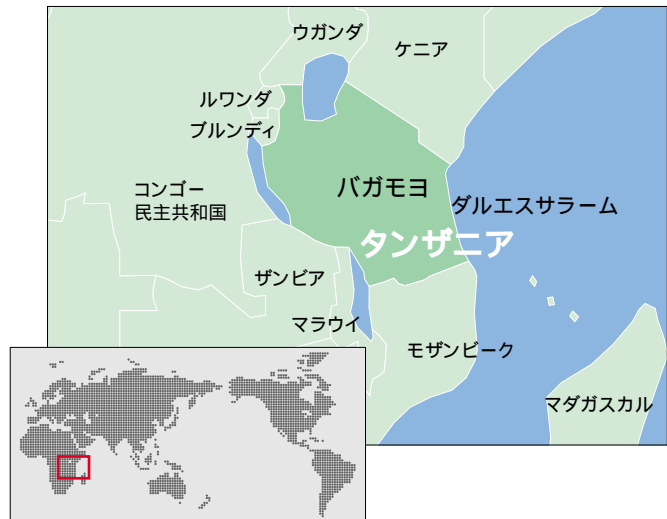 ウガンダ
ケニア
ルワンダ
ブルンディ
コンゴー
民主共和国
バガモヨ
ダルエスサラーム
タンザニア
ザンビア
マラウイ
モザンビーク
マダガスカル